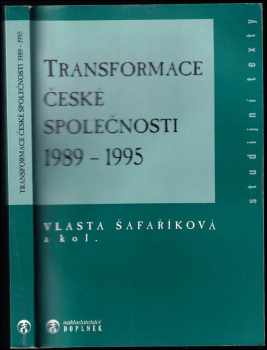 TRANSFORMACE ČESKÉ SPOLEČNOSTI 1989 - 1995
TRANSFORMACE
ČESKÉ
SPOLEČNOSTI
1989 - 1995
studijní texty
VLASTA ŠAFAŘÍKOVÁ
a kol.
nakladatelství
DOPLNĚK